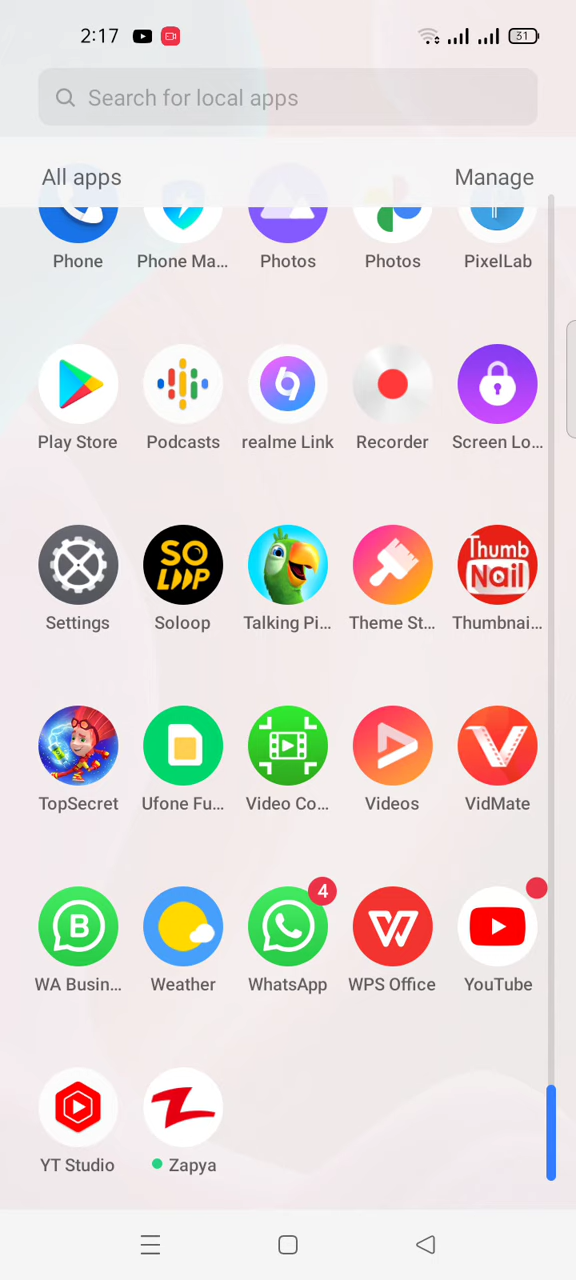 2:17
31
Search for local apps
All apps Manage
Phone Phone Ma... Photos Photos PixelLab
Play Store Podcasts realme Link Recorder Screen Lo...
SO
LOOP
Thumb
Nail
Settings Soloop Talking Pi... Theme St... Thumbnai...
TopSecret Ufone Fu... Video Co... Videos VidMate
B
4
W
WA Busin... Weather WhatsApp WPS Office YouTube
YT Studio Zapya